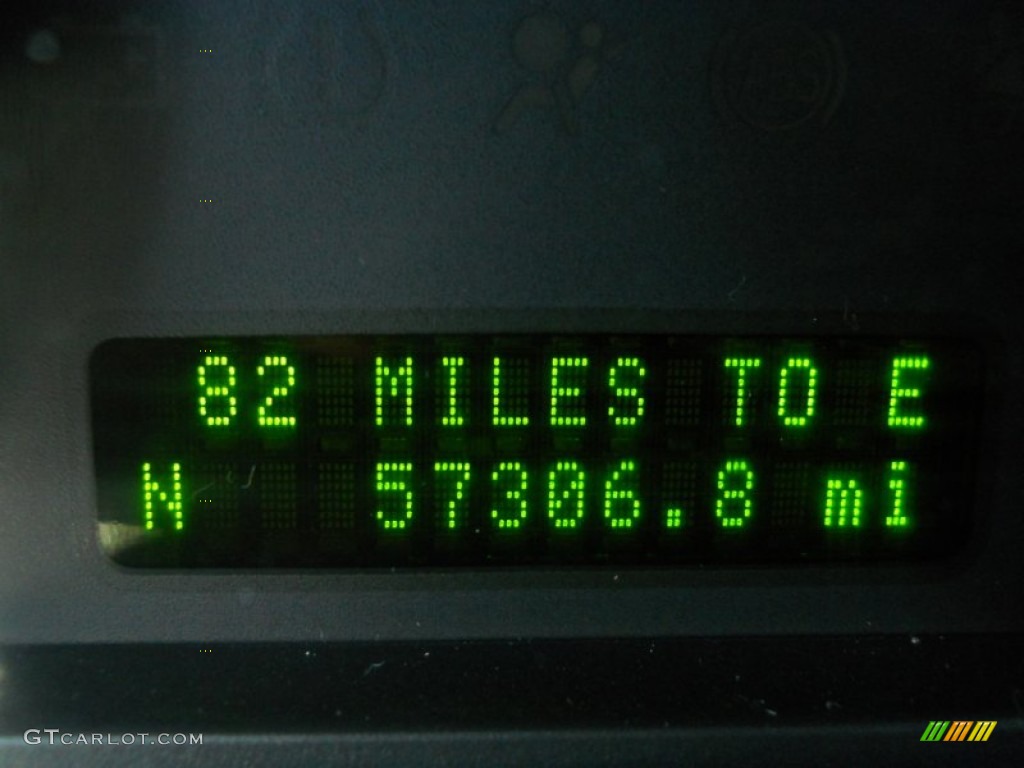 82 MILES TO E
N 57306.8 mi
GTCARLOT.COM